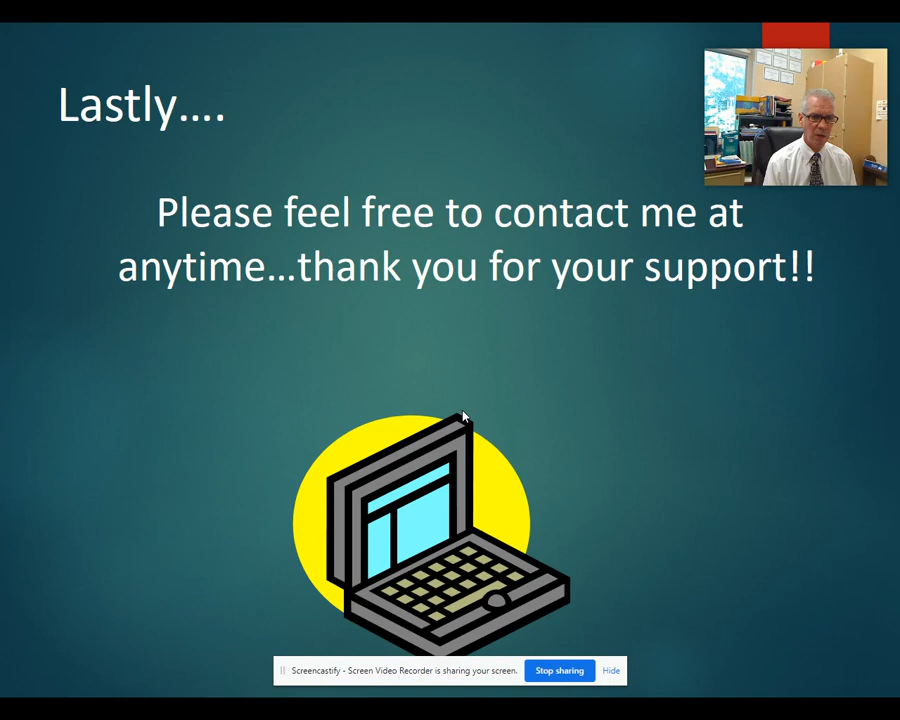 Lastly….
Please feel free to contact me at
anytime…thank you for your support!!
Screencastify - Screen Video Recorder is sharing your screen. Stop sharing Hide